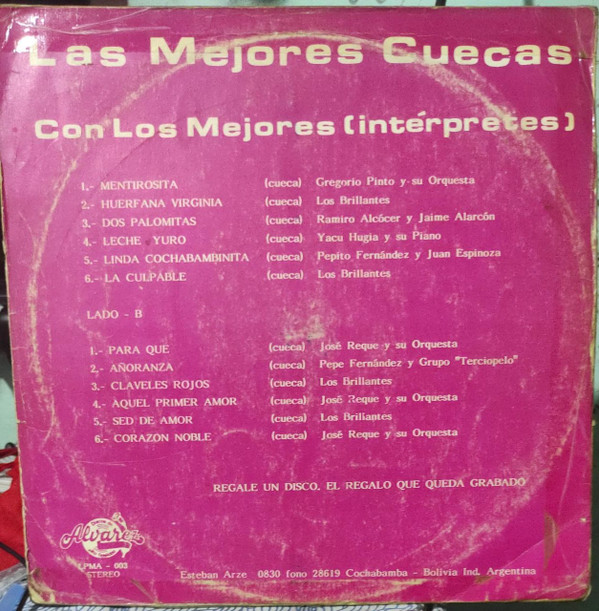 Las Mejores Cuecas
Con Los Mejores (intérpretes)
1.- MENTIROSITA (cueca) Gregorio Pinto y su Orquesta
2.- HUERFANA VIRGINIA (cueca) Los Brillantes
3.- DOS PALOMITAS (cueca) Ramiro Alcócer y Jaime Alarcón
4.- LECHE YURO (cueca) Yacu Hugia y su Piano
5.- LINDA COCHABAMBINITA (cueca) Pepito Fernández y Juan Espinoza
6.- LA CULPABLE (cueca) Los Brillantes
LADO - B
1.- PARA QUE (cueca) José Reque y su Orquesta
2.- AÑORANZA (cueca) Pepe Fernández y Grupo "Terciopelo"
3.- CLAVELES ROJOS (cueca) Los Brillantes
4.- AQUEL PRIMER AMOR (cueca) José Reque y su Orquesta
5.- SED DE AMOR (cueca) Los Brillantes
6.- CORAZON NOBLE (cueca) José Reque y su Orquesta
REGALE UN DISCO. EL REGALO QUE QUEDA GRABADO
Alvarez
LPMA - 003
STEREO
Esteban Arze 0830 fono 28619 Cochabamba - Bolivia Ind. Argentina